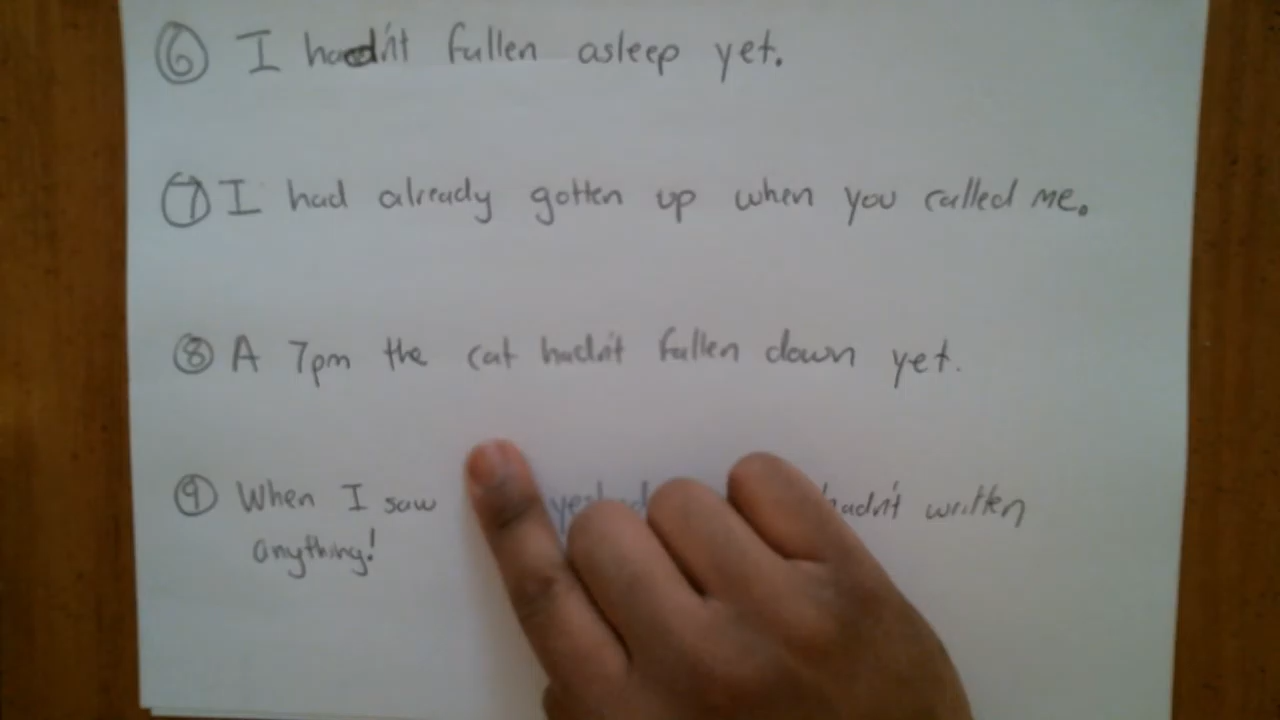 ⑥ I hadn't fallen asleep yet.
⑦ I had already gotten up when you called me.
⑧ A 7pm the cat hadn't fallen down yet.
⑨ When I saw hadn't written
anything!